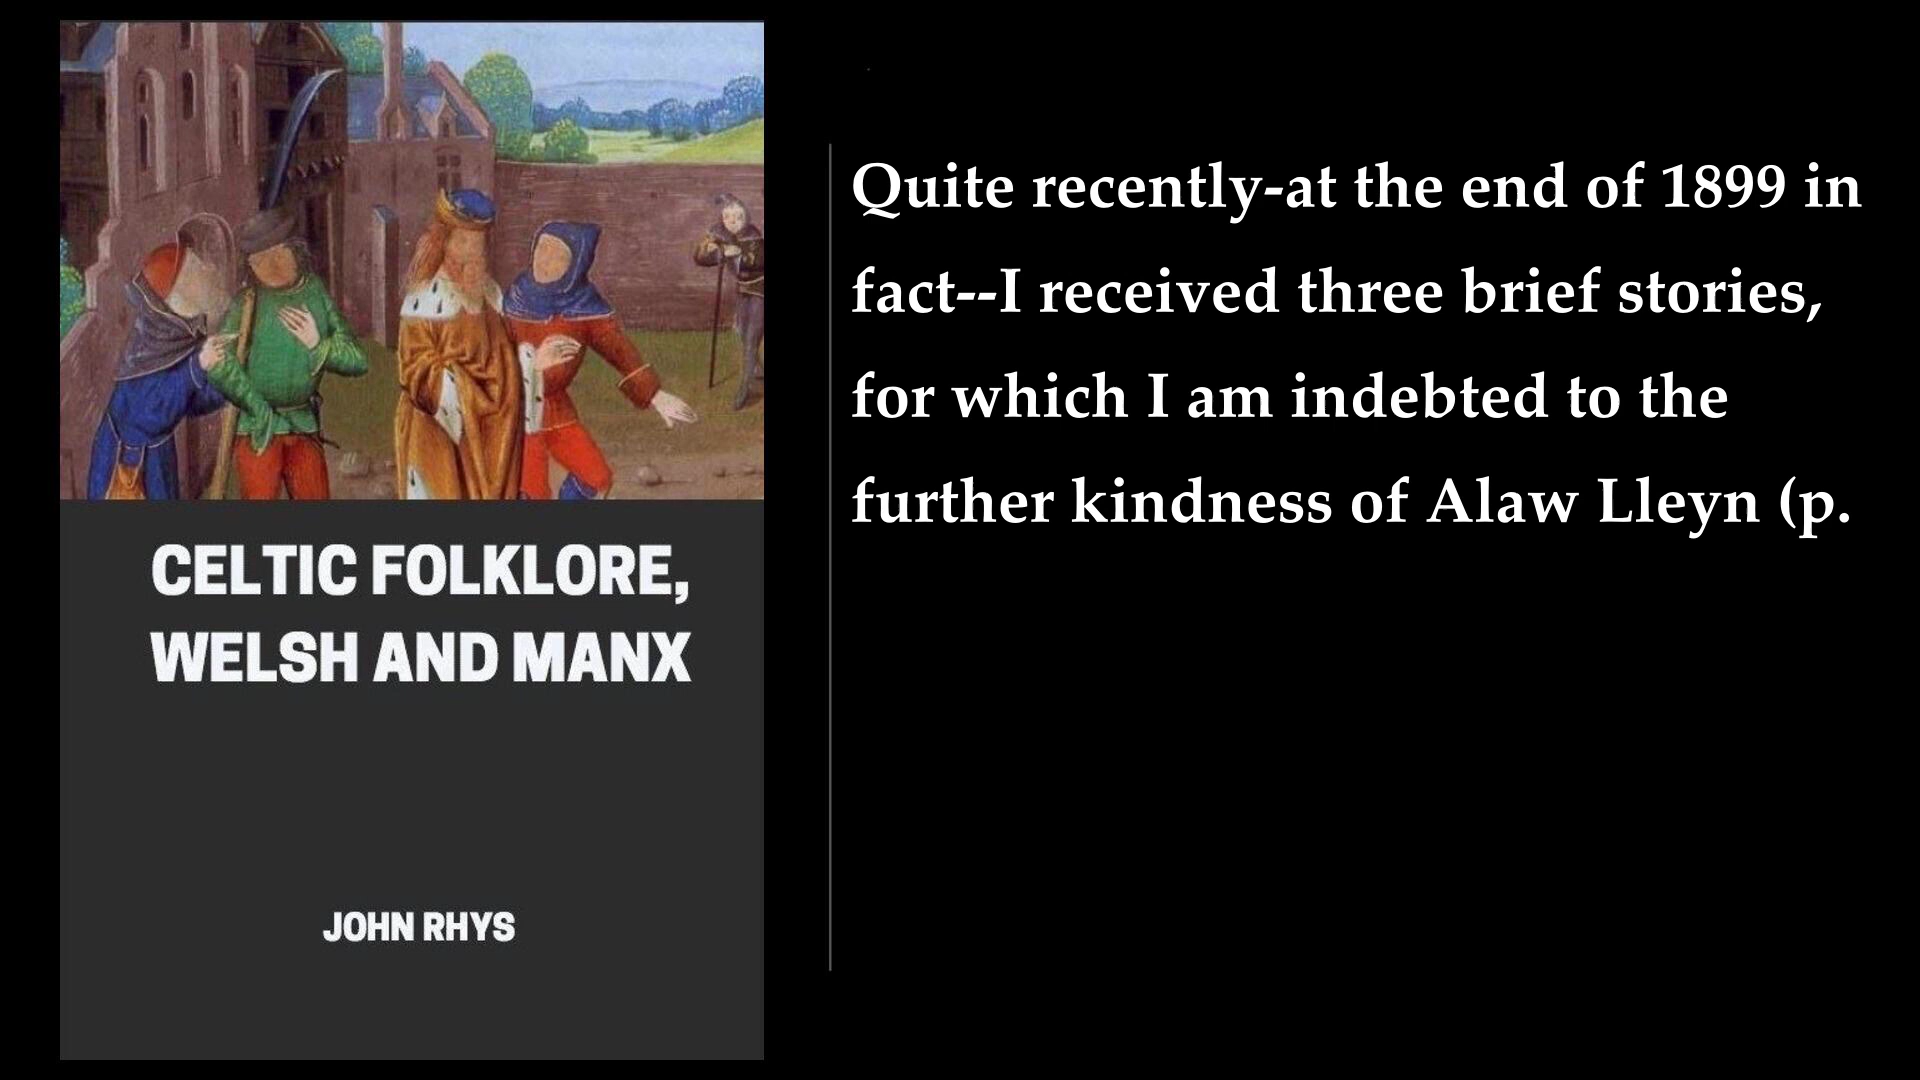 CELTIC FOLKLORE,
WELSH AND MANX
JOHN RHYS
Quite recently-at the end of 1899 in
fact--I received three brief stories,
for which I am indebted to the
further kindness of Alaw Lleyn (p.